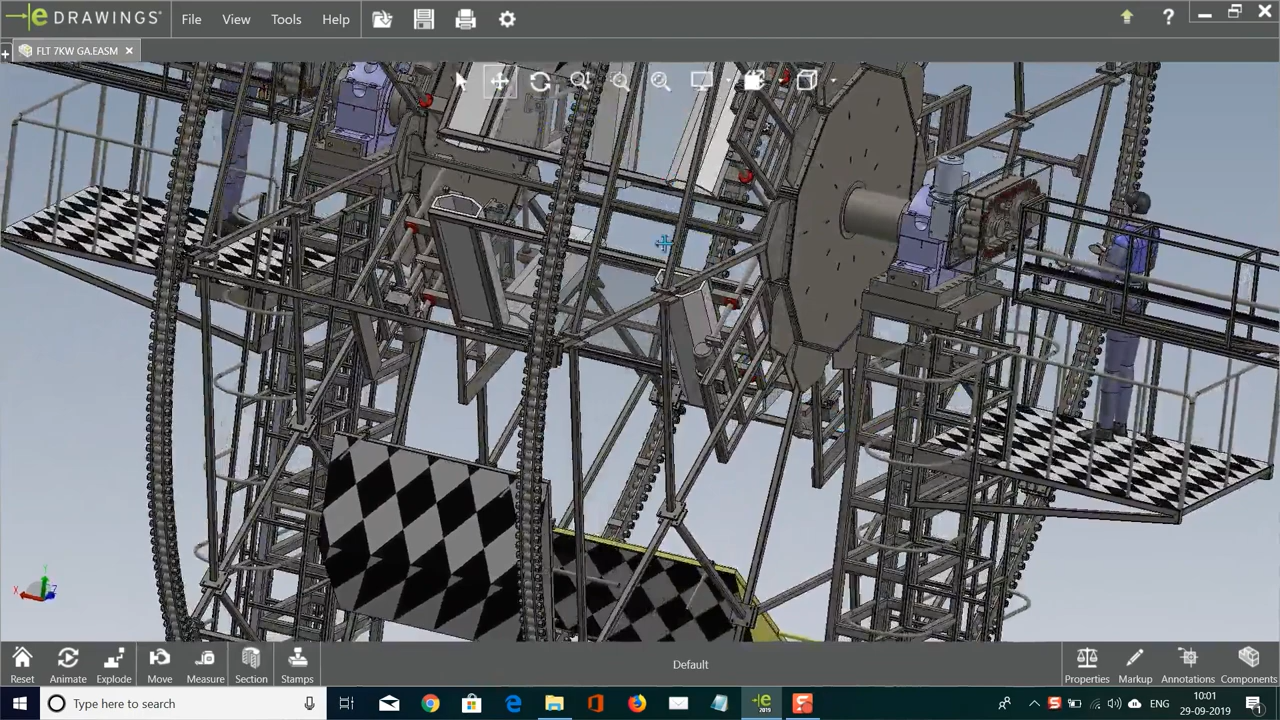 eDRAWINGS®
File View Tools Help
FLT 7KW GA.EASM
Reset Animate Explode Move Measure Section Stamps
Default
Properties Markup Annotations Components
Type here to search
ENG
10:01
29-09-2019